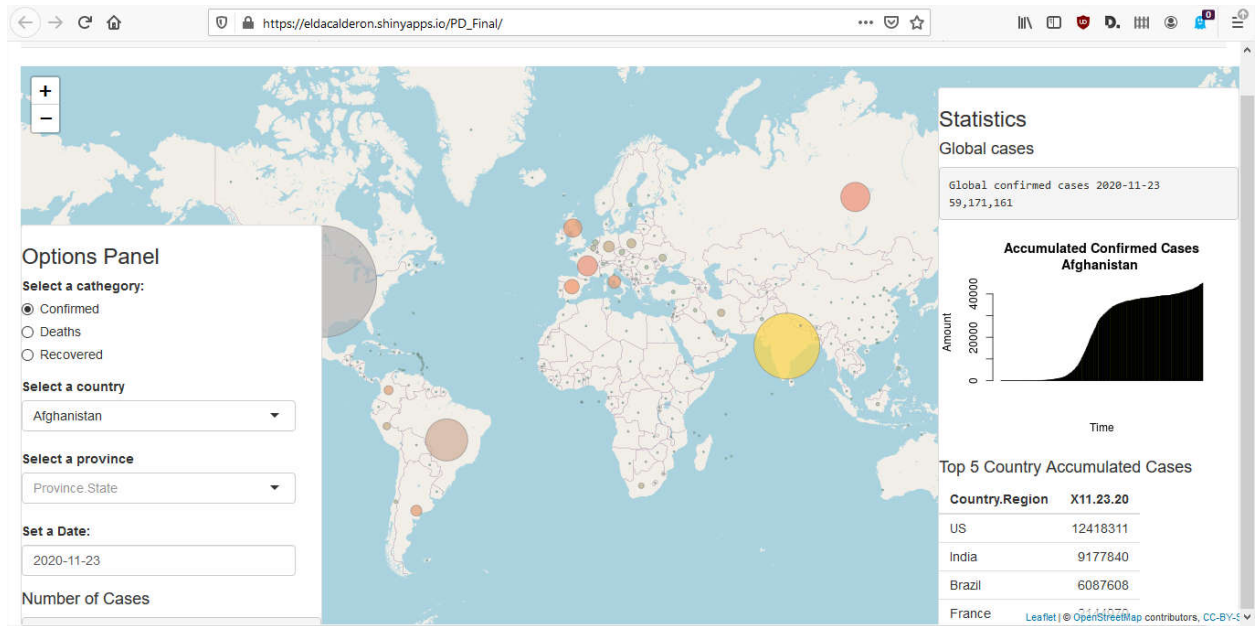 https://eldacalderon.shinyapps.io/PD_Final/
0
+
−
Options Panel
Select a cathegory:
Confirmed
Deaths
Recovered
Select a country
Afghanistan
Select a province
Province.State
Set a Date:
2020-11-23
Number of Cases
Statistics
Global cases
Global confirmed cases 2020-11-23
59,171,161
Accumulated Confirmed Cases
Afghanistan
Amount
40000
20000
0
Time
Top 5 Country Accumulated Cases
Country.Region X11.23.20
US 12418311
India 9177840
Brazil 6087608
France
Leaflet | © OpenStreetMap contributors, CC-BY-S